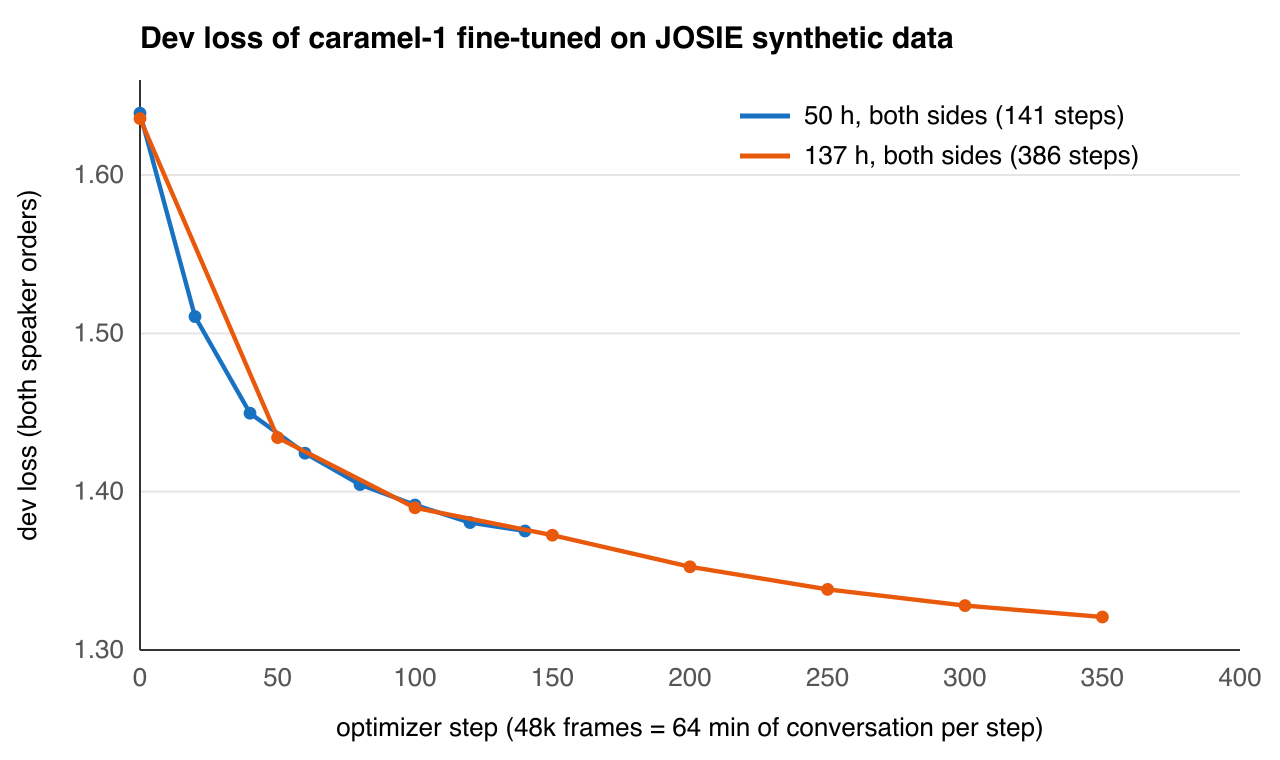 Dev loss of caramel-1 fine-tuned on JOSIE synthetic data
50 h, both sides (141 steps)
137 h, both sides (386 steps)
dev loss (both speaker orders)
1.60
1.50
1.40
1.30
0 50 100 150 200 250 300 350 400
optimizer step (48k frames = 64 min of conversation per step)